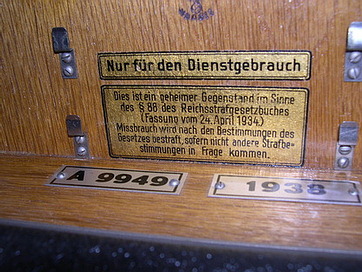 Nur für den Dienstgebrauch
Dies ist ein geheimer Gegenstand im Sinne
des § 88 des Reichsstrafgesetzbuches
(Fassung vom 24. April 1934.)
Missbrauch wird nach den Bestimmungen des
Gesetzes bestraft, sofern nicht andere Strafbe-
stimmungen in Frage kommen.
A 9949 1938